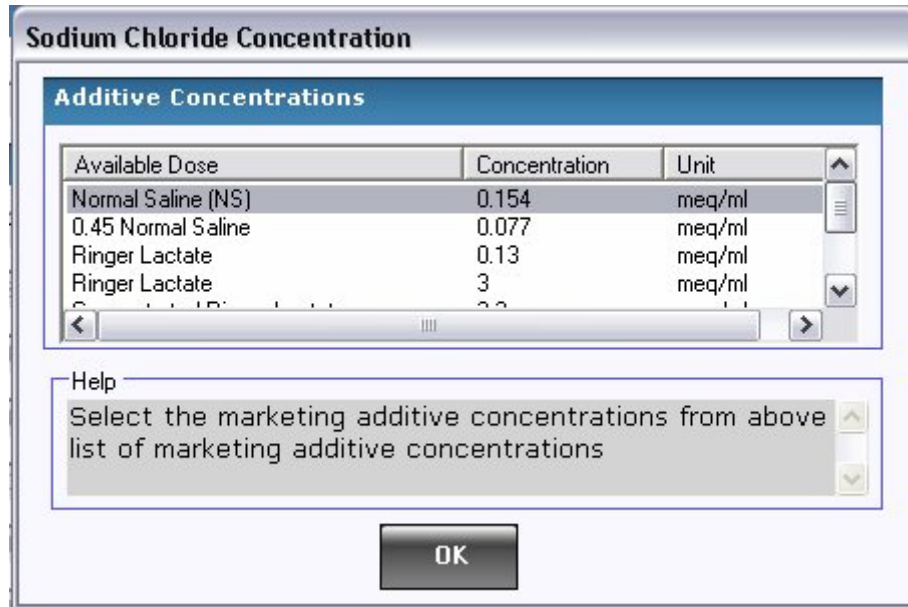 Sodium Chloride Concentration
Additive Concentrations
Available Dose Concentration Unit
Normal Saline (NS) 0.154 meq/ml
0.45 Normal Saline 0.077 meq/ml
Ringer Lactate 0.13 meq/ml
Ringer Lactate 3 meq/ml
Help
Select the marketing additive concentrations from above
list of marketing additive concentrations
OK